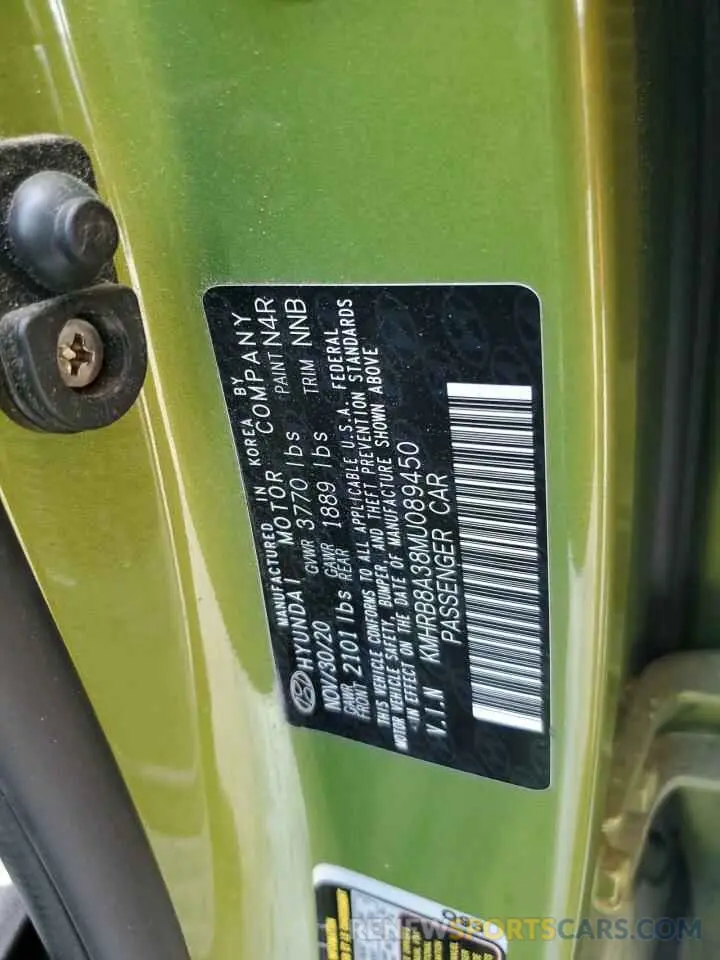 MANUFACTURED IN KOREA BY
HYUNDAI MOTOR COMPANY
NOV/30/20 GVWR 3770 lbs PAINT N4R
GAWR FRONT 2101 lbs GAWR REAR 1889 lbs TRIM NNB
THIS VEHICLE CONFORMS TO ALL APPLICABLE U.S.A. FEDERAL
MOTOR VEHICLE SAFETY, BUMPER, AND THEFT PREVENTION STANDARDS
IN EFFECT ON THE DATE OF MANUFACTURE SHOWN ABOVE
V.I.N KMHRB8A38MU089450
PASSENGER CAR
RENEWSPORTSCARS.COM